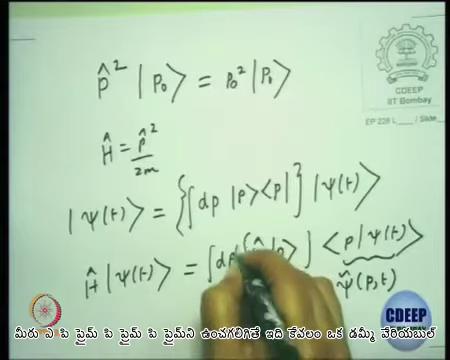 p̂² |p₀⟩ = p₀² |p₀⟩
CDEEP
IIT Bombay
EP 228 L___ / Slide
Ĥ = p̂²/2m
|Ψ(t)⟩ = {∫dp |p⟩<p|} |Ψ(t)⟩
Ĥ|Ψ(t)⟩ = ∫dp {Ĥ|p⟩} <p|Ψ(t)⟩
Ψ̃(p,t)
CDEEP
మీరు ఎ పి ప్రైమ్ పి ప్రైమ్ పి ప్రైమ్‌ని ఉంచగలిగితే ఇది కేవలం ఒక డమ్మీ వేరియబుల్